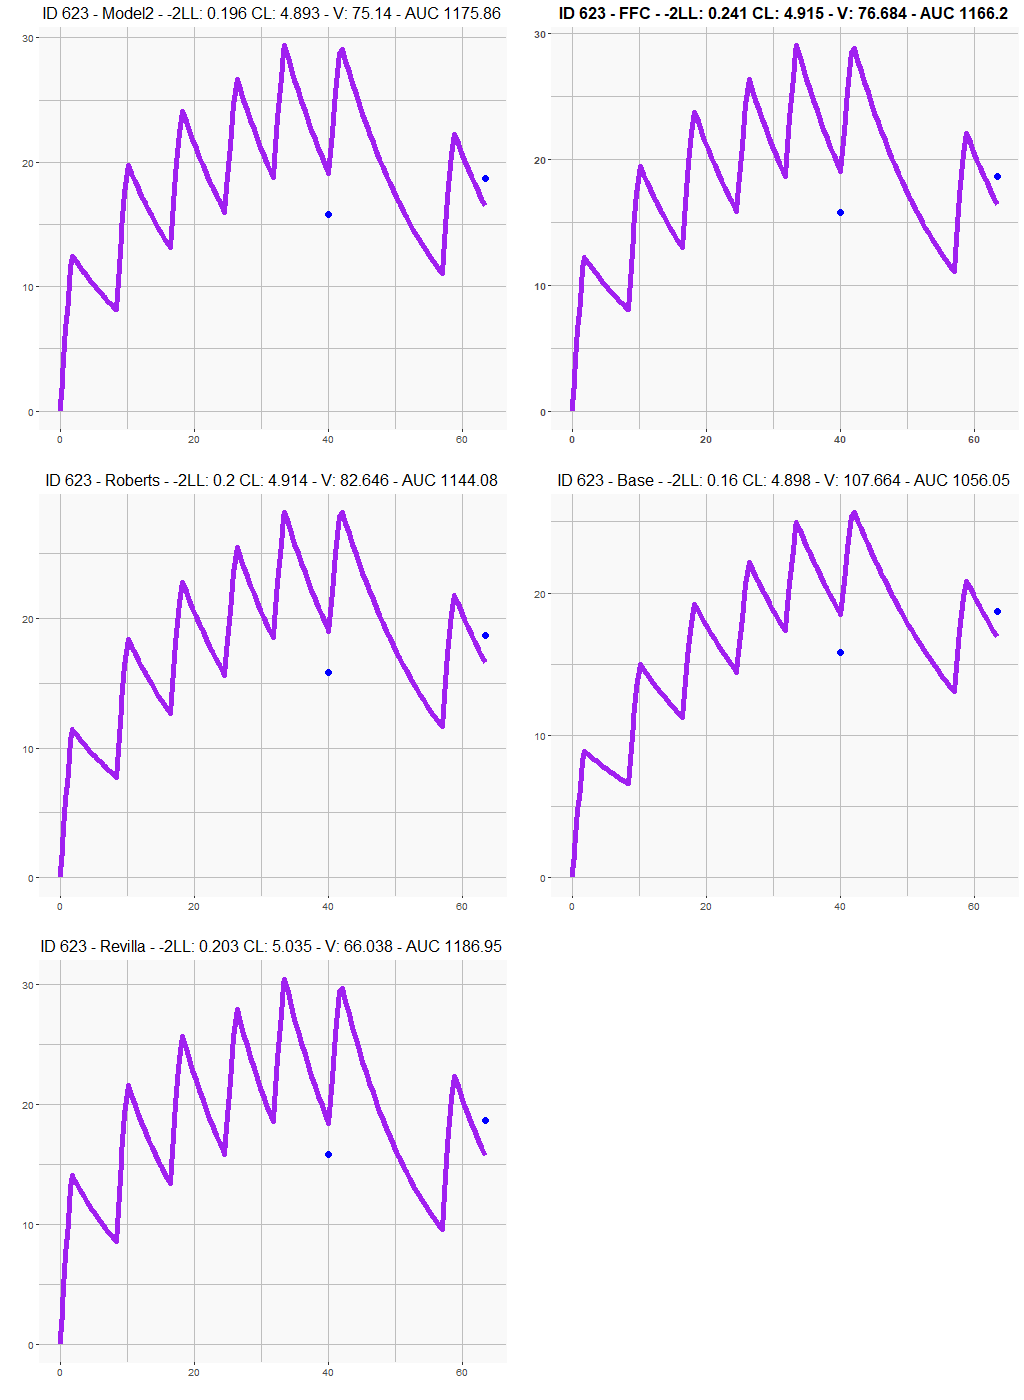 ID 623 - Model2 - -2LL: 0.196 CL: 4.893 - V: 75.14 - AUC 1175.86
30
20
10
0
0 20 40 60
ID 623 - FFC - -2LL: 0.241 CL: 4.915 - V: 76.684 - AUC 1166.2
30
20
10
0
0 20 40 60
ID 623 - Roberts - -2LL: 0.2 CL: 4.914 - V: 82.646 - AUC 1144.08
20
10
0
0 20 40 60
ID 623 - Base - -2LL: 0.16 CL: 4.898 - V: 107.664 - AUC 1056.05
20
10
0
0 20 40 60
ID 623 - Revilla - -2LL: 0.203 CL: 5.035 - V: 66.038 - AUC 1186.95
30
20
10
0
0 20 40 60